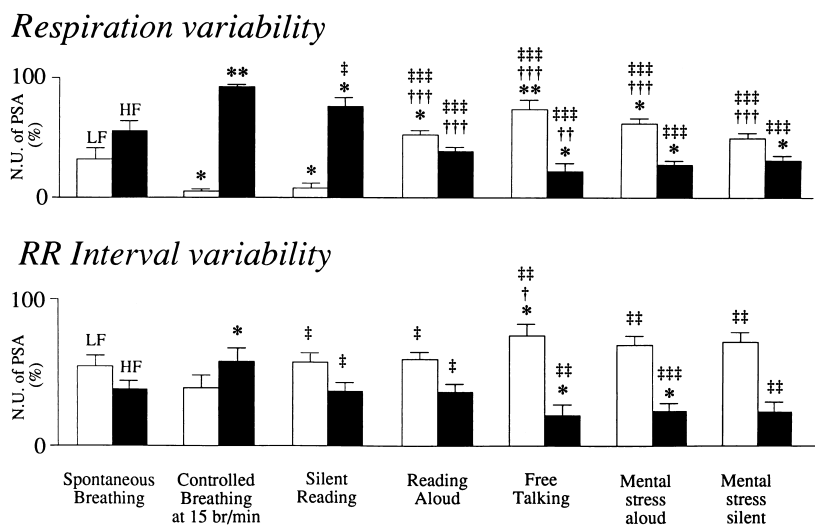 Respiration variability
100
0
N.U. of PSA
(%)
LF
HF
*
**
*
‡
*
‡‡‡
†††
*
‡‡‡
†††
‡‡‡
†††
**
‡‡‡
††
*
‡‡‡
†††
*
‡‡‡
*
‡‡‡
†††
‡‡‡
*
RR Interval variability
100
0
N.U. of PSA
(%)
LF
HF
*
‡
‡
‡
‡
‡‡
†
*
‡‡
*
‡‡
‡‡‡
*
‡‡
‡‡
Spontaneous
Breathing
Controlled
Breathing
at 15 br/min
Silent
Reading
Reading
Aloud
Free
Talking
Mental
stress
aloud
Mental
stress
silent